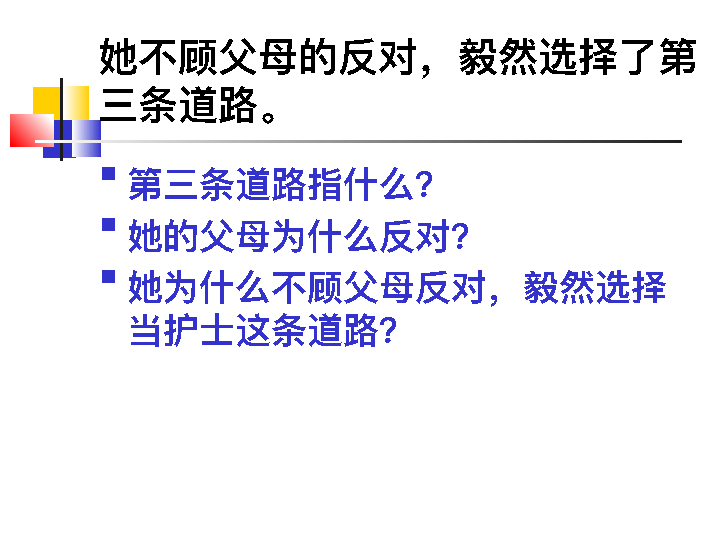 她不顾父母的反对，毅然选择了第
三条道路。
第三条道路指什么？
她的父母为什么反对？
她为什么不顾父母反对，毅然选择
当护士这条道路？